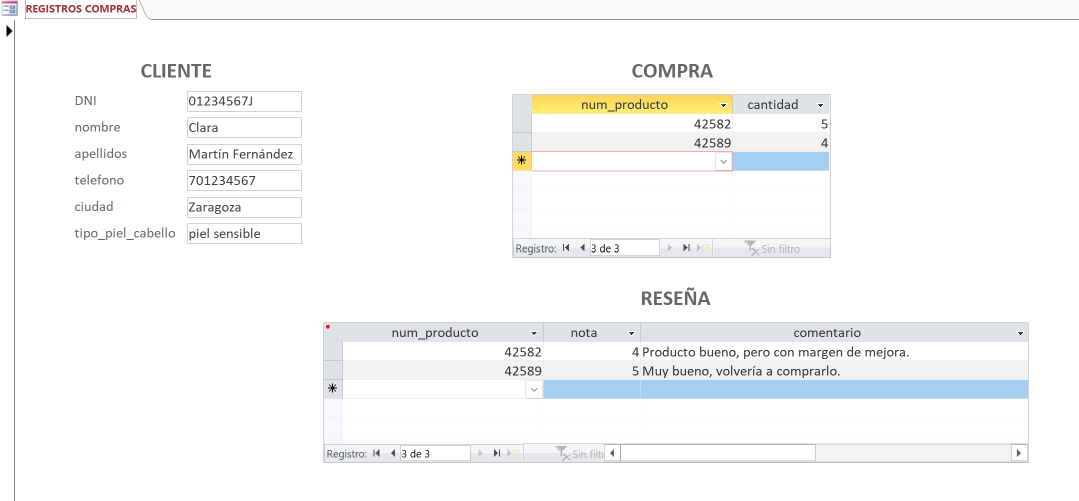 REGISTROS COMPRAS
CLIENTE
DNI 01234567J
nombre Clara
apellidos Martín Fernández
telefono 701234567
ciudad Zaragoza
tipo_piel_cabello piel sensible
COMPRA
num_producto cantidad
42582 5
42589 4
Registro: 3 de 3 Sin filtro
RESEÑA
num_producto nota comentario
42582 4 Producto bueno, pero con margen de mejora.
42589 5 Muy bueno, volvería a comprarlo.
Registro: 3 de 3 Sin filtr